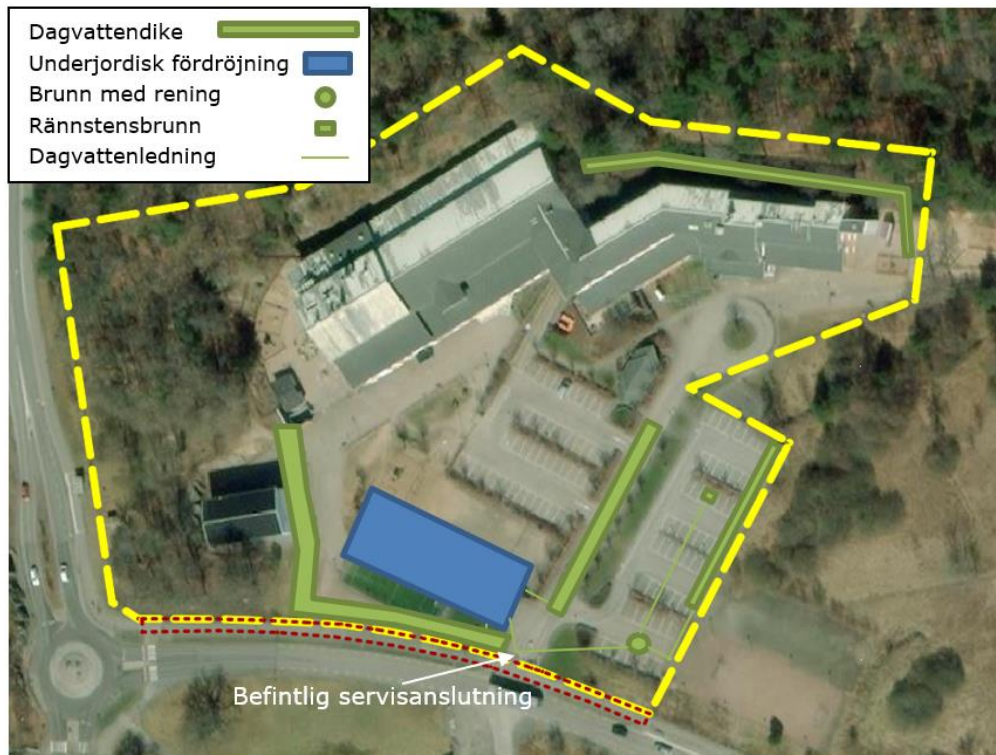 Dagvattendike
Underjordisk fördröjning
Brunn med rening
Rännstensbrunn
Dagvattenledning
Befintlig servisanslutning